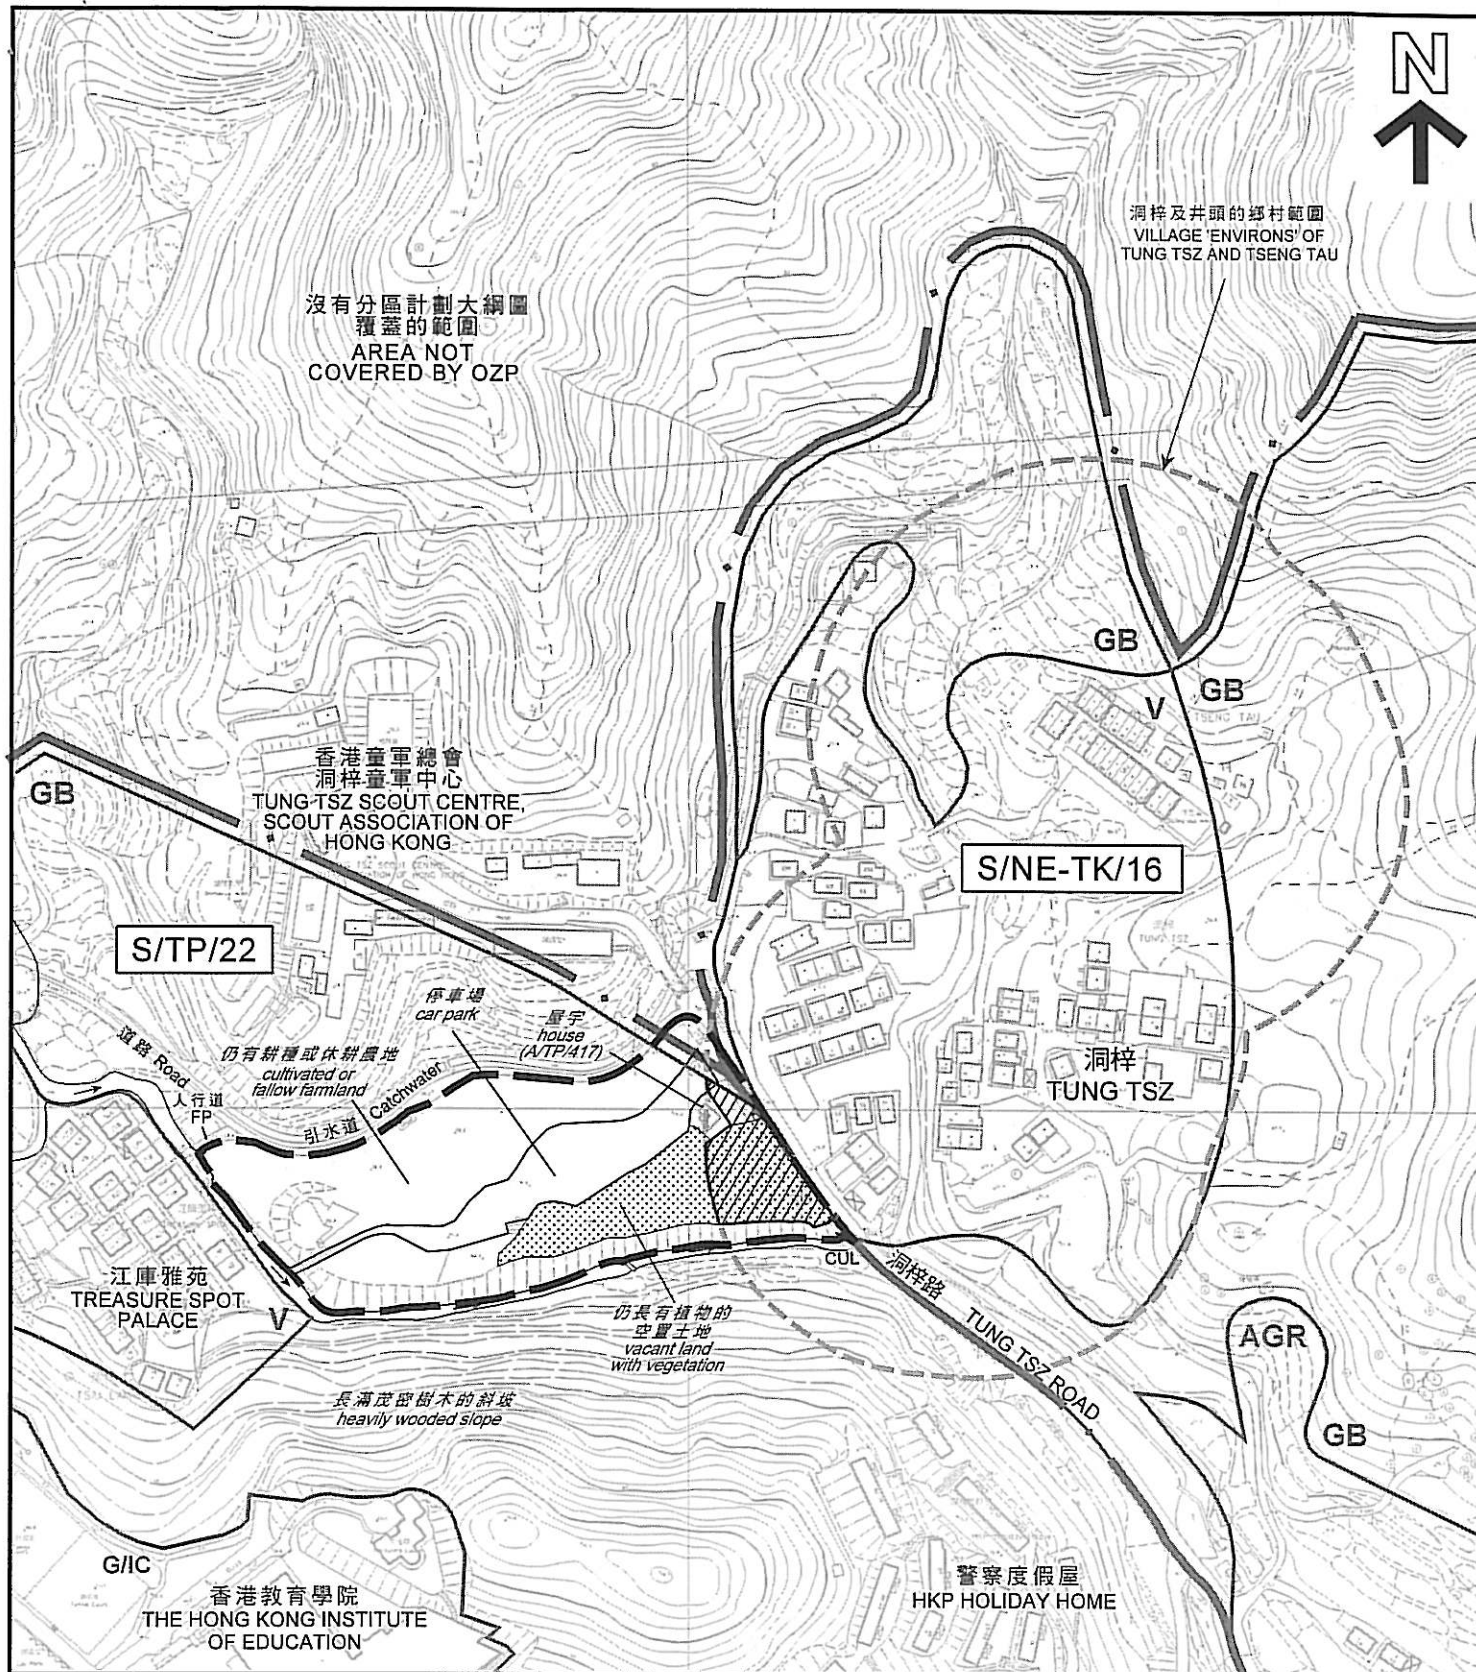 N
洞梓及井頭的鄉村範圍
VILLAGE 'ENVIRONS' OF
TUNG TSZ AND TSENG TAU
沒有分區計劃大綱圖
覆蓋的範圍
AREA NOT
COVERED BY OZP
GB
GB
V
TSENG TAU
香港童軍總會
洞梓童軍中心
TUNG TSZ SCOUT CENTRE,
SCOUT ASSOCIATION OF
HONG KONG
GB
S/NE-TK/16
S/TP/22
TUNG TSZ
停車場
car park
屋宇
house
(A/TP/417)
道路 Road
仍有耕種或休耕農地
cultivated or
fallow farmland
洞梓
TUNG TSZ
人行道
FP
引水道 Catchwater
CUL
洞梓路 TUNG TSZ ROAD
江庫雅苑
TREASURE SPOT
PALACE
V
仍長有植物的
空置土地
vacant land
with vegetation
AGR
長滿茂密樹木的斜坡
heavily wooded slope
GB
G/IC
香港教育學院
THE HONG KONG INSTITUTE
OF EDUCATION
警察度假屋
HKP HOLIDAY HOME